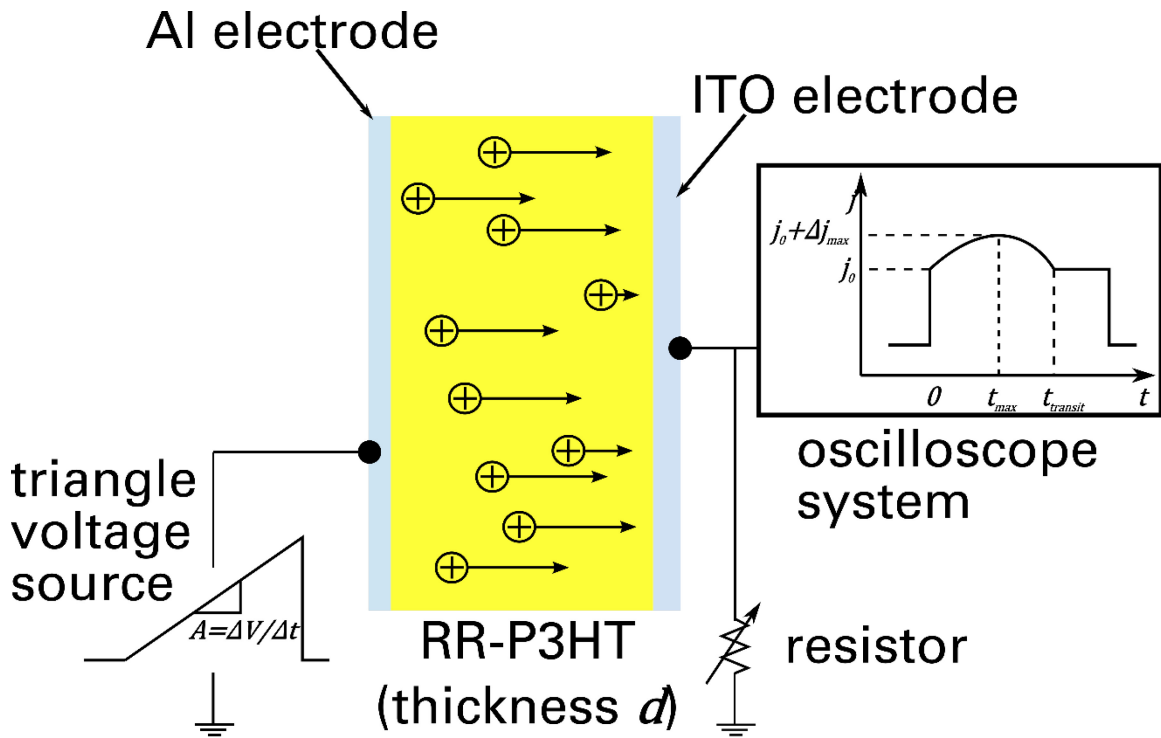 Al electrode
ITO electrode
j
j₀+Δjₘₐₓ
j₀
0
tₘₐₓ
t_transit
t
oscilloscope
system
triangle
voltage
source
A=ΔV/Δt
RR-P3HT
(thickness d)
resistor